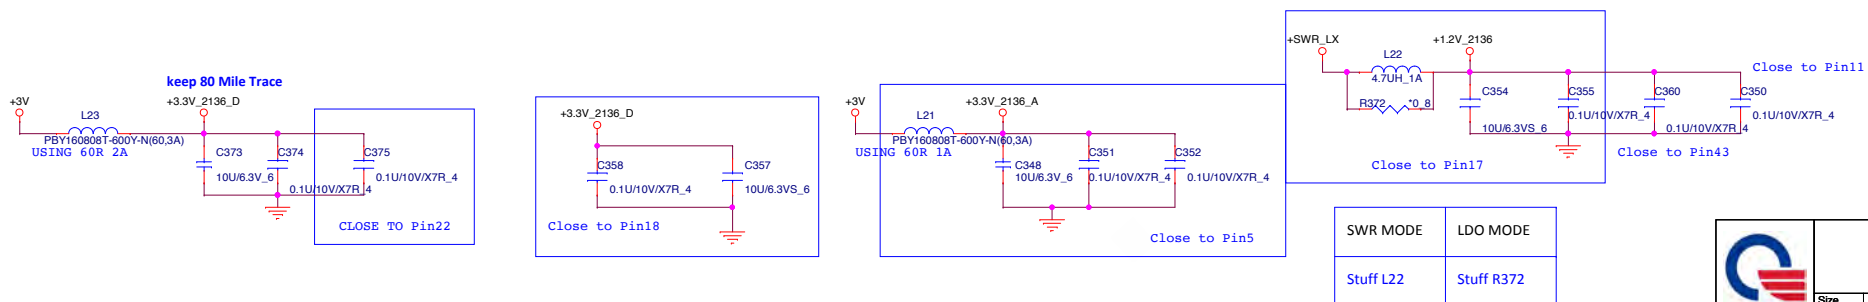 keep 80 Mile Trace
+3V
L23
+3.3V_2136_D
PBY160808T-600Y-N(60,3A)
USING 60R 2A
C373
10U/6.3V_6
C374
0.1U/10V/X7R_4
C375
0.1U/10V/X7R_4
CLOSE TO Pin22
+3.3V_2136_D
C358
0.1U/10V/X7R_4
C357
10U/6.3VS_6
Close to Pin18
+3V
L21
+3.3V_2136_A
PBY160808T-600Y-N(60,3A)
USING 60R 1A
C348
10U/6.3V_6
C351
0.1U/10V/X7R_4
C352
0.1U/10V/X7R_4
Close to Pin5
+SWR_LX
L22
4.7UH_1A
+1.2V_2136
R372
*0_8
C354
10U/6.3VS_6
C355
0.1U/10V/X7R_4
C360
0.1U/10V/X7R_4
C350
0.1U/10V/X7R_4
Close to Pin11
Close to Pin17
Close to Pin43
SWR MODE LDO MODE
Stuff L22 Stuff R372
Size